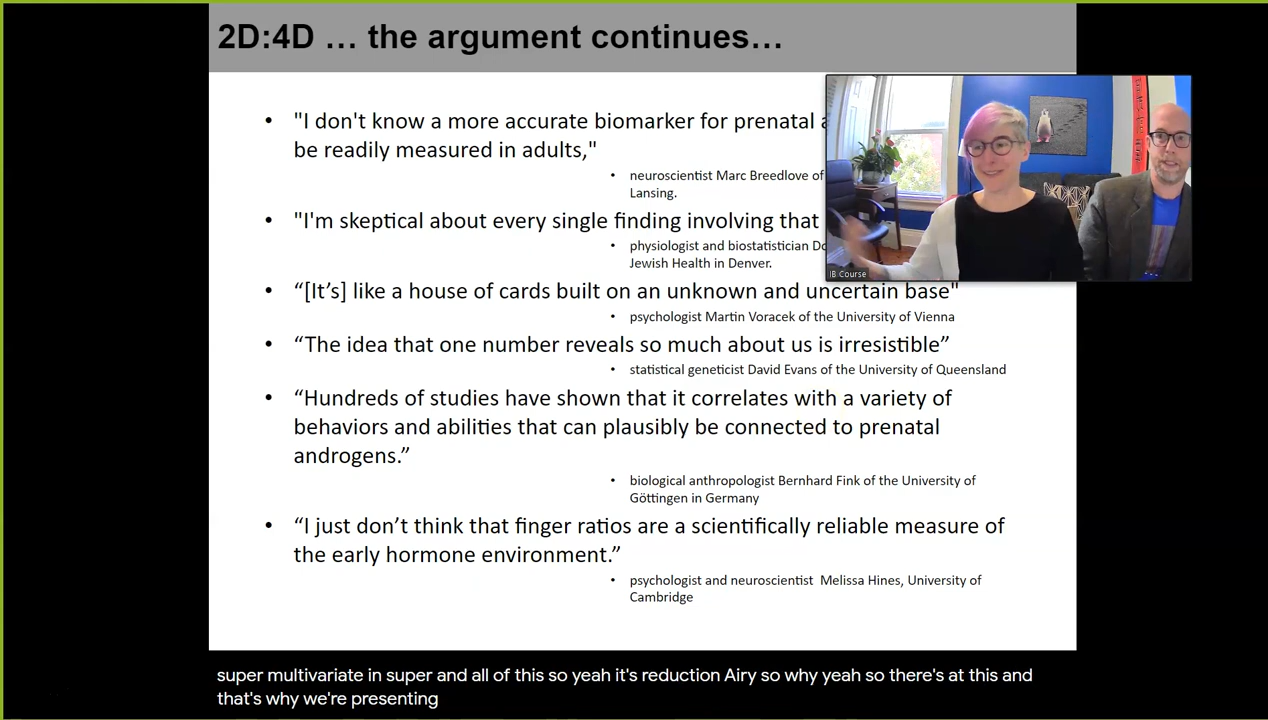 2D:4D … the argument continues…
• "I don't know a more accurate biomarker for prenatal
be readily measured in adults,"
• neuroscientist Marc Breedlove of
Lansing.
• "I'm skeptical about every single finding involving that
• physiologist and biostatistician
Jewish Health in Denver.
• “[It’s] like a house of cards built on an unknown and uncertain base"
• psychologist Martin Voracek of the University of Vienna
• “The idea that one number reveals so much about us is irresistible”
• statistical geneticist David Evans of the University of Queensland
• “Hundreds of studies have shown that it correlates with a variety of
behaviors and abilities that can plausibly be connected to prenatal
androgens.”
• biological anthropologist Bernhard Fink of the University of
Göttingen in Germany
• “I just don’t think that finger ratios are a scientifically reliable measure of
the early hormone environment.”
• psychologist and neuroscientist Melissa Hines, University of
Cambridge
IB Course
super multivariate in super and all of this so yeah it's reduction Airy so why yeah so there's at this and
that's why we're presenting